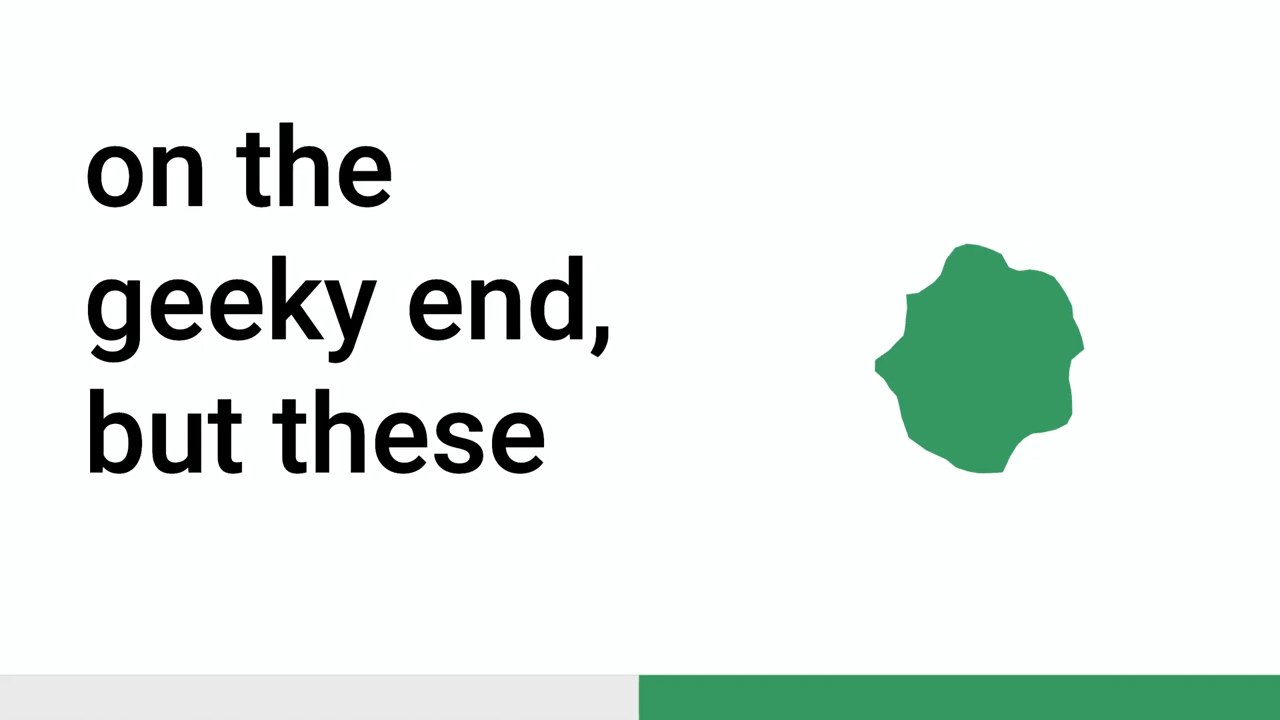 on the
geeky end,
but these